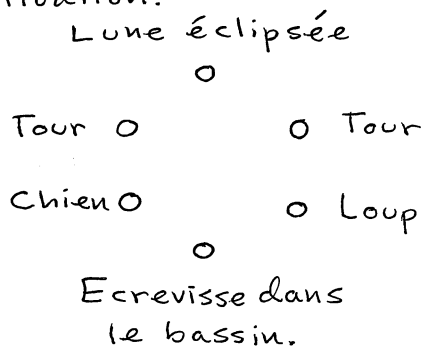 Lune éclipsée
Tour Tour
Chien Loup
Ecrevisse dans
le bassin.